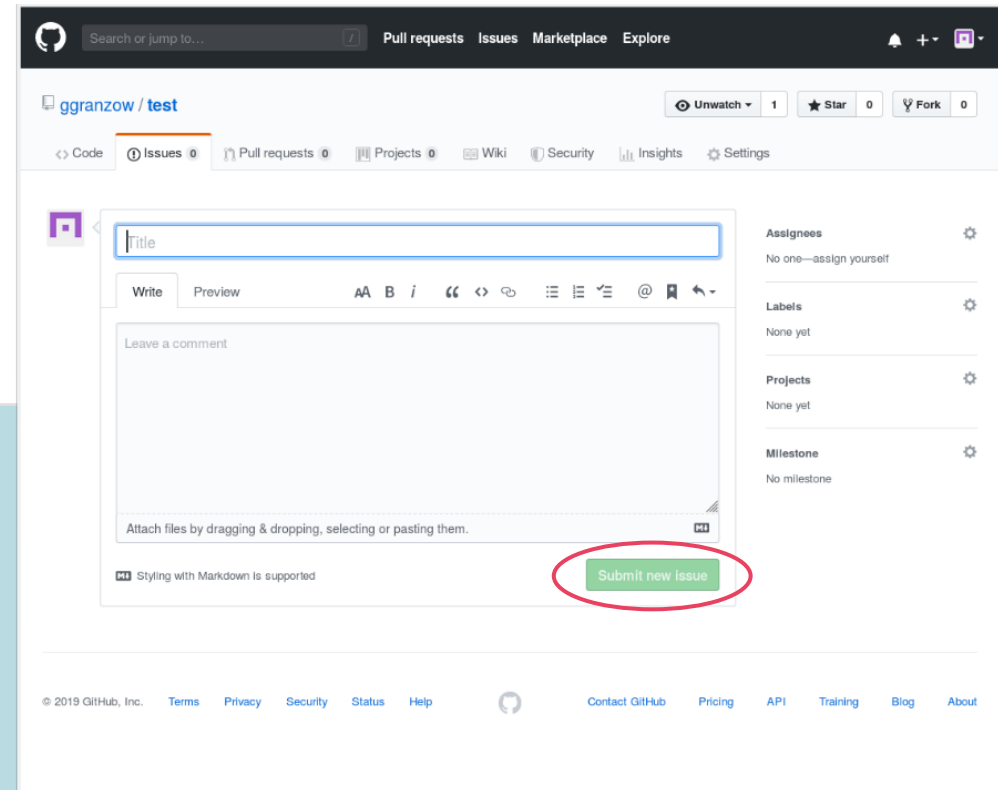 Search or jump to... / Pull requests Issues Marketplace Explore
ggranzow / test
Unwatch 1 Star 0 Fork 0
Code Issues 0 Pull requests 0 Projects 0 Wiki Security Insights Settings
Title
Write Preview AA B i @
Leave a comment
Attach files by dragging & dropping, selecting or pasting them.
Styling with Markdown is supported
Submit new issue
Assignees
No one—assign yourself
Labels
None yet
Projects
None yet
Milestone
No milestone
© 2019 GitHub, Inc. Terms Privacy Security Status Help Contact GitHub Pricing API Training Blog About